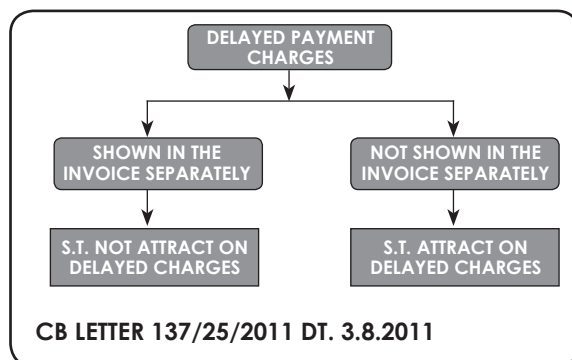 DELAYED PAYMENT
CHARGES
SHOWN IN THE
INVOICE SEPARATELY
NOT SHOWN IN THE
INVOICE SEPARATELY
S.T. NOT ATTRACT ON
DELAYED CHARGES
S.T. ATTRACT ON
DELAYED CHARGES
CB LETTER 137/25/2011 DT. 3.8.2011